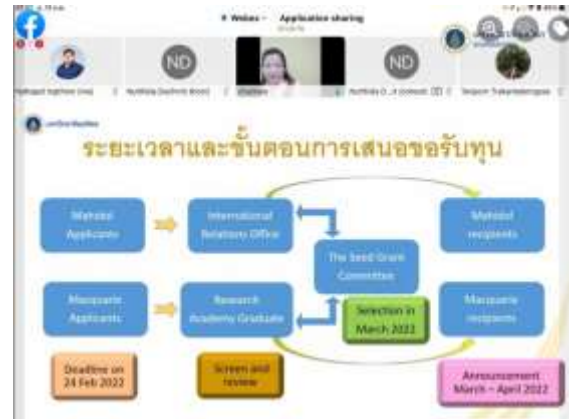 Webex
Application sharing
ND
ND
ระยะเวลาและขั้นตอนการเสนอขอรับทุน
Mahidol
Applicants
International
Relations Office
Mahidol
recipients
The Seed Grant
Committee
Macquarie
Applicants
Research
Academy Graduate
Selection in
March 2022
Macquarie
recipients
Deadline on
24 Feb 2022
Screen and
review
Announcement
March – April 2022